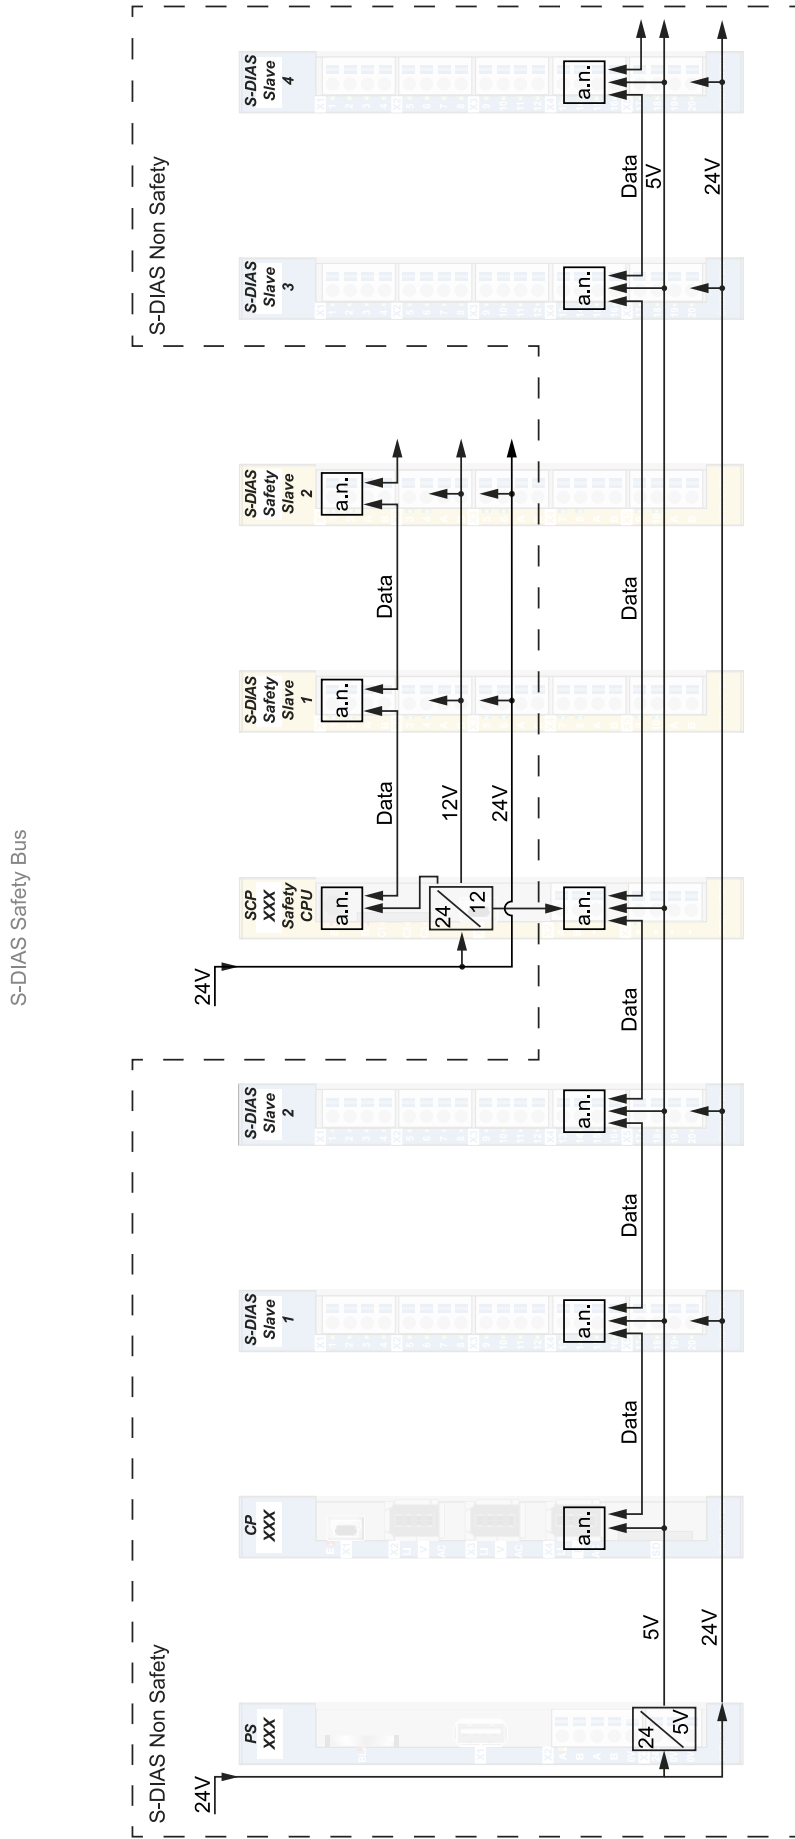 S-DIAS Safety Bus
S-DIAS Non Safety
S-DIAS Non Safety
24V
PS
XXX
24
5V
5V
24V
CP
XXX
a.n.
Data
S-DIAS
Slave
1
a.n.
Data
S-DIAS
Slave
2
a.n.
Data
24V
SCP
XXX
Safety
CPU
a.n.
24
12
a.n.
Data
12V
24V
S-DIAS
Safety
Slave
1
a.n.
Data
Data
S-DIAS
Safety
Slave
2
a.n.
S-DIAS
Slave
3
a.n.
Data
5V
24V
S-DIAS
Slave
4
a.n.